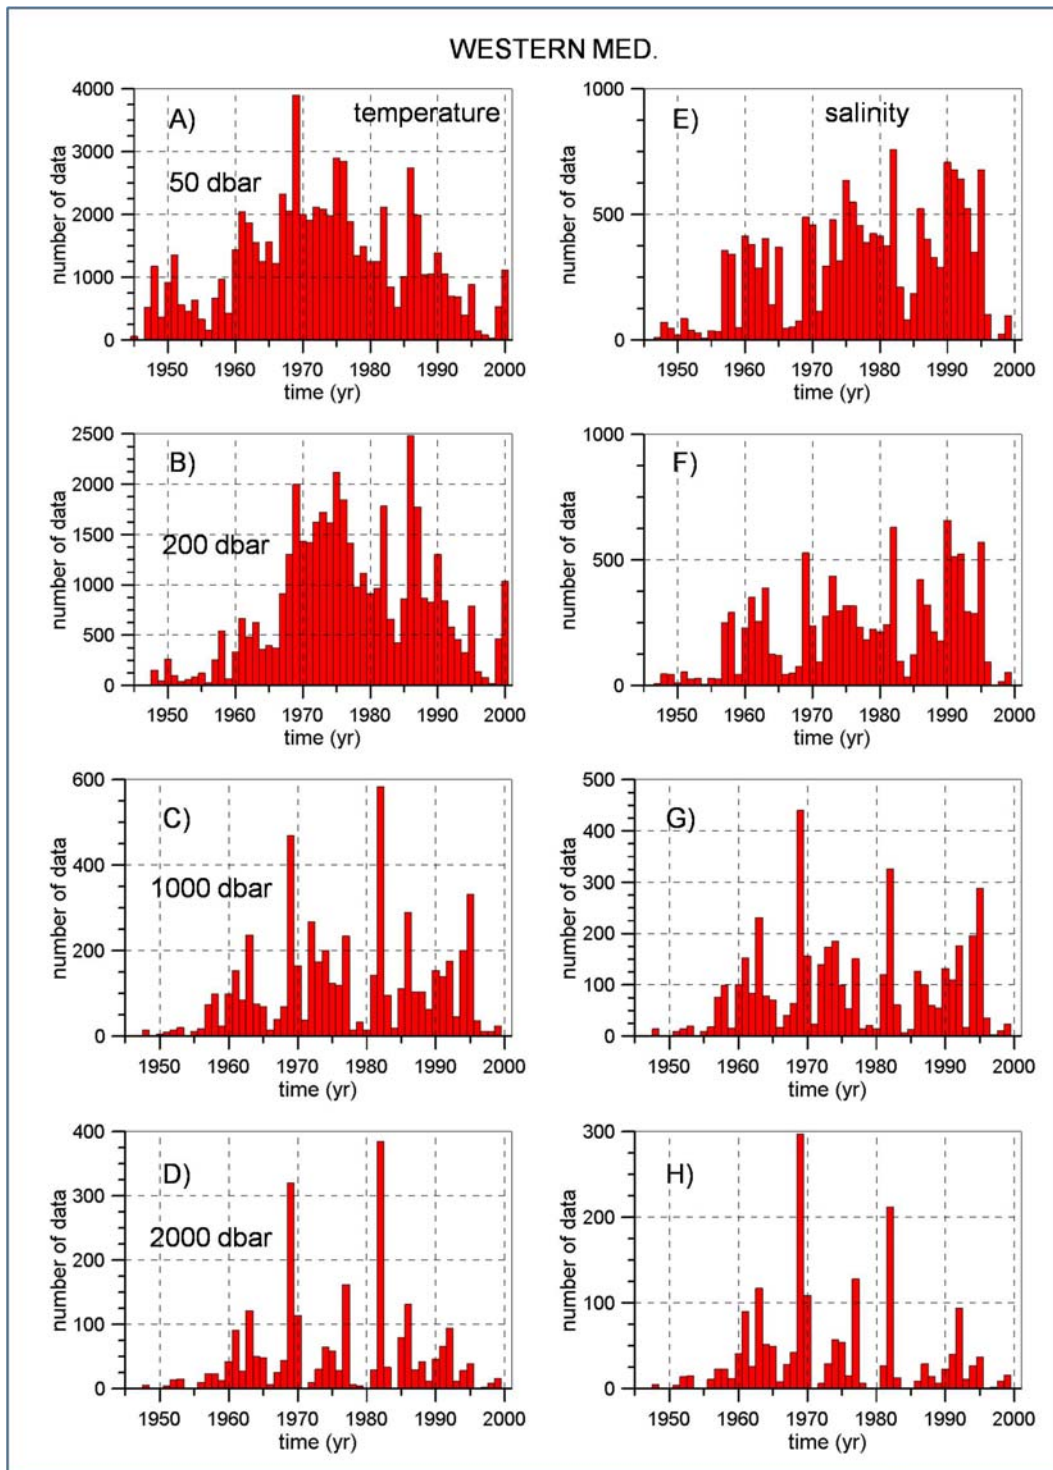 WESTERN MED.
A)
temperature
50 dbar
number of data
4000
3000
2000
1000
0
1950 1960 1970 1980 1990 2000
time (yr)
E)
salinity
number of data
1000
500
0
1950 1960 1970 1980 1990 2000
time (yr)
B)
200 dbar
number of data
2500
2000
1500
1000
500
0
1950 1960 1970 1980 1990 2000
time (yr)
F)
number of data
1000
500
0
1950 1960 1970 1980 1990 2000
time (yr)
C)
1000 dbar
number of data
600
400
200
0
1950 1960 1970 1980 1990 2000
time (yr)
G)
number of data
500
400
300
200
100
0
1950 1960 1970 1980 1990 2000
time (yr)
D)
2000 dbar
number of data
400
300
200
100
0
1950 1960 1970 1980 1990 2000
time (yr)
H)
number of data
300
200
100
0
1950 1960 1970 1980 1990 2000
time (yr)